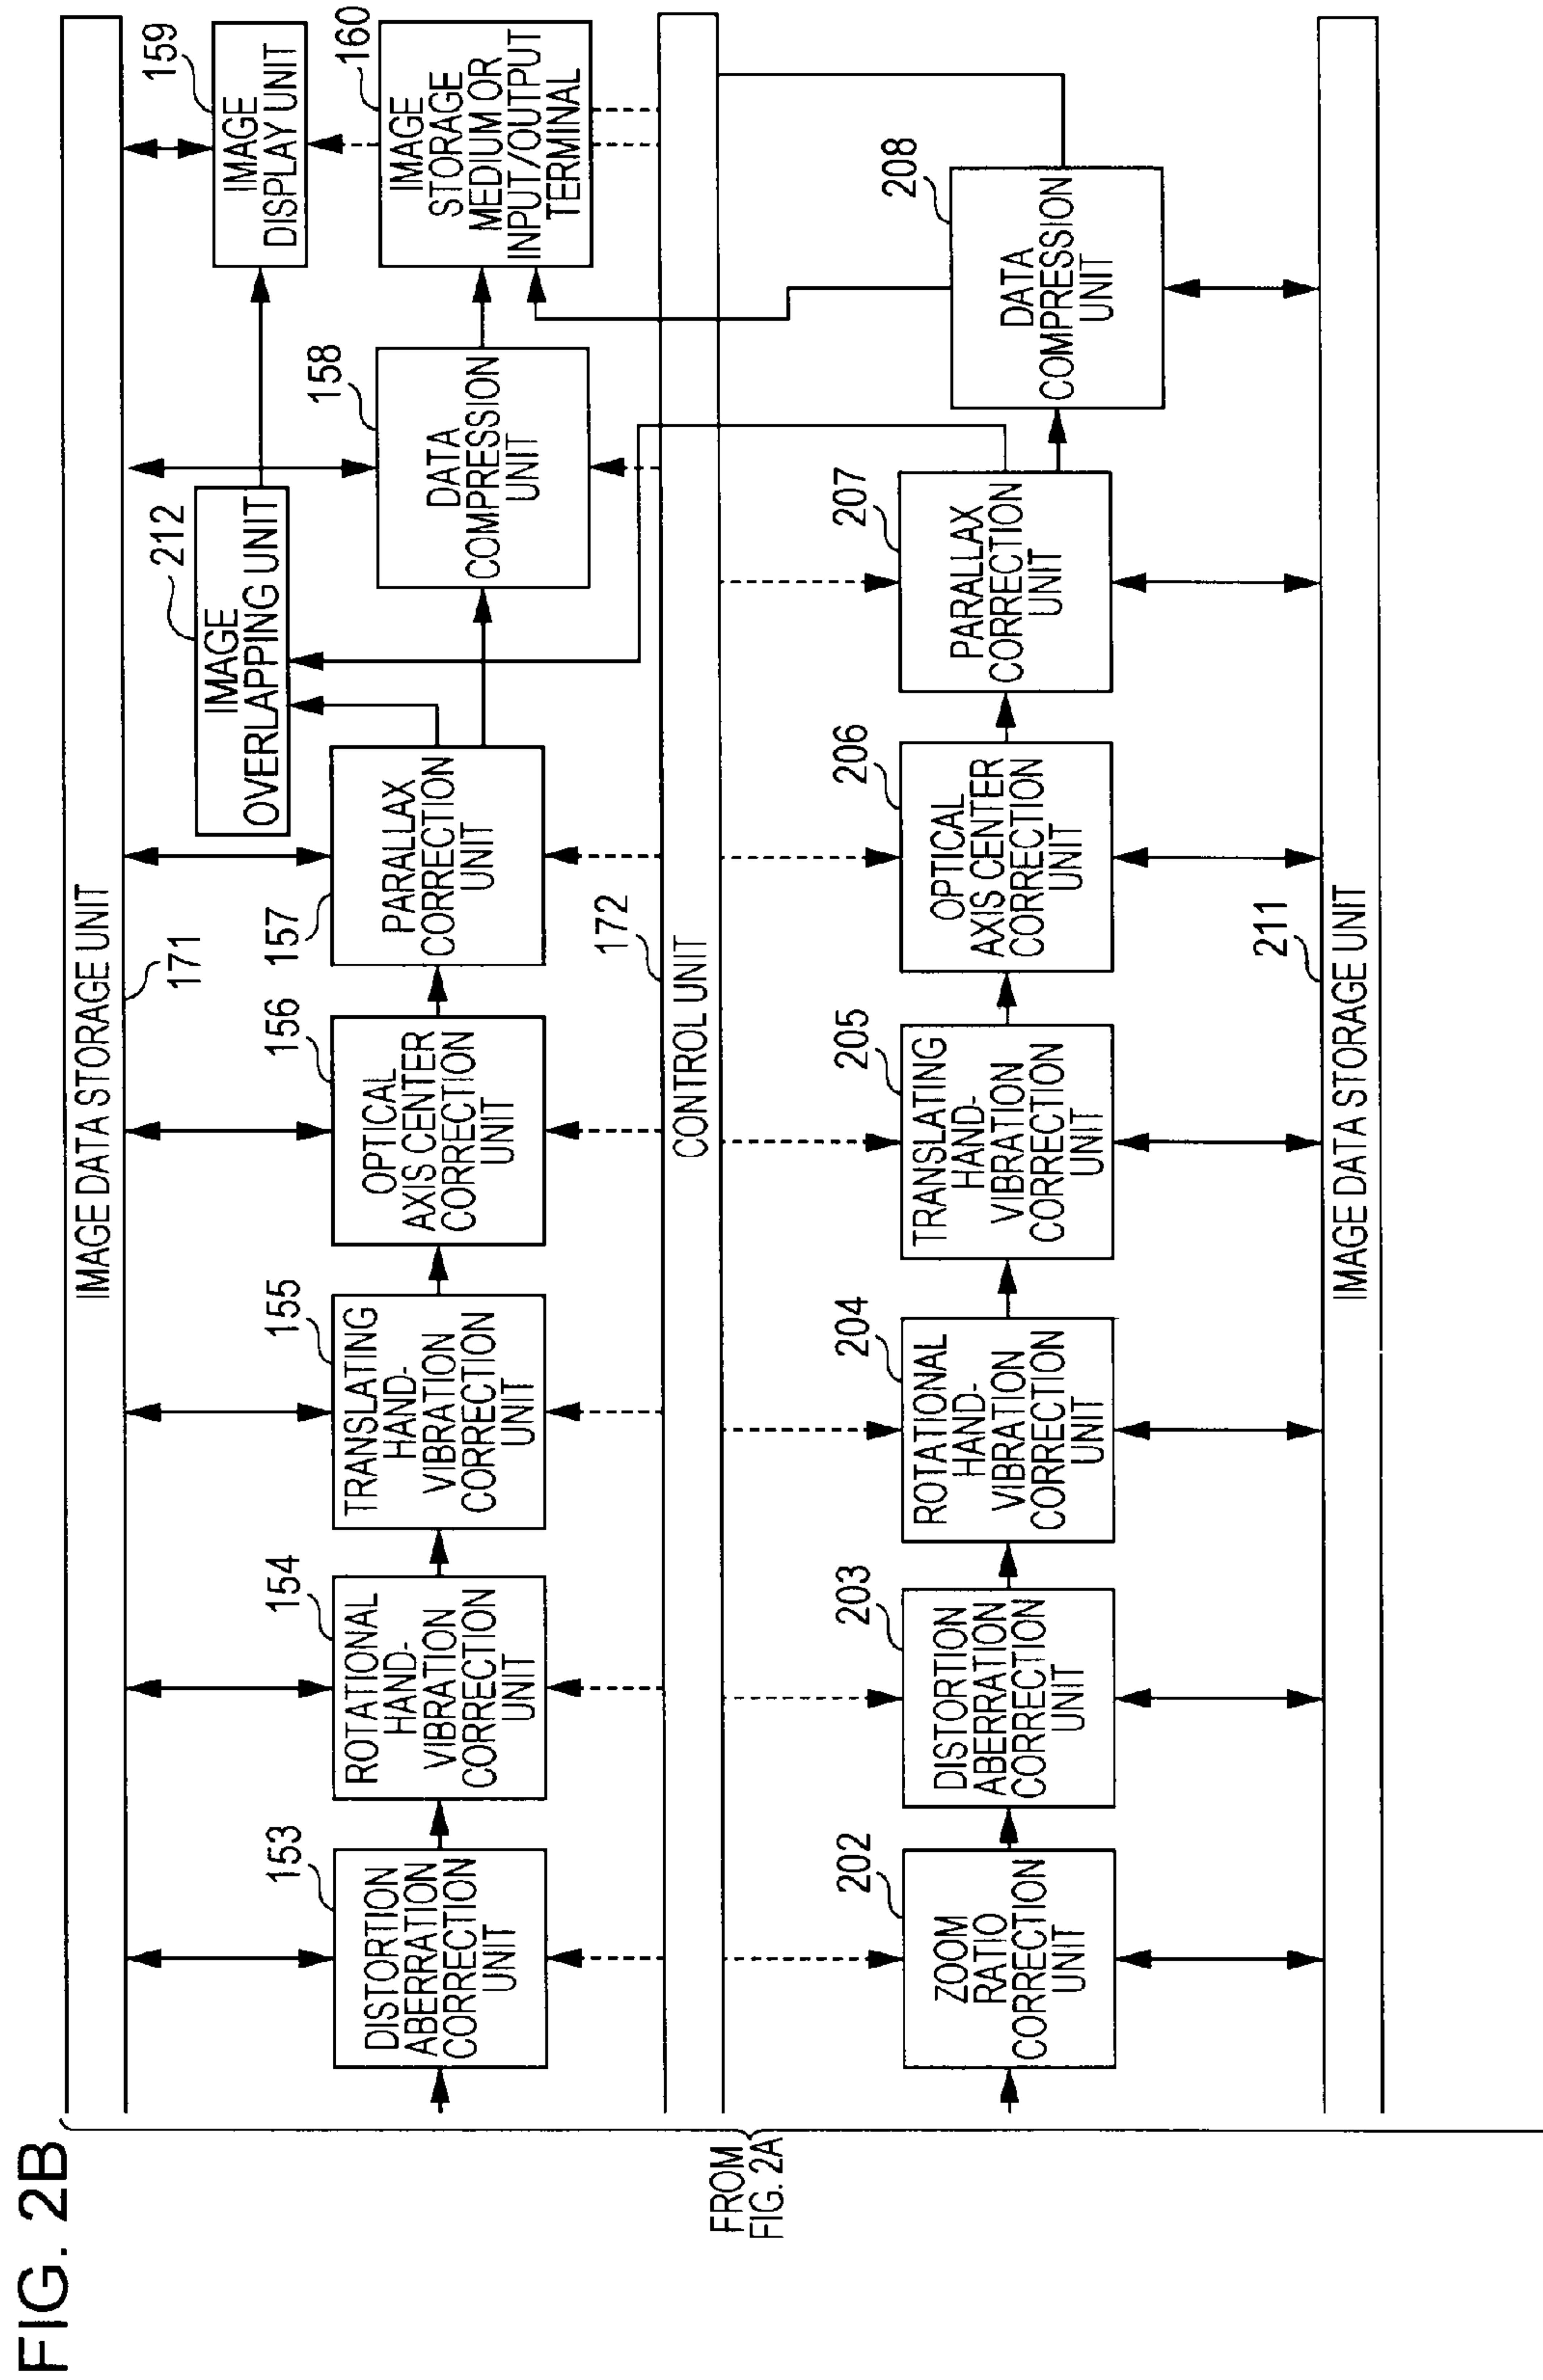 FIG. 2B
FROM
FIG. 2A
IMAGE DATA STORAGE UNIT
171
212
IMAGE
OVERLAPPING UNIT
159
IMAGE
DISPLAY UNIT
153
DISTORTION
ABERRATION
CORRECTION
UNIT
154
ROTATIONAL
HAND-
VIBRATION
CORRECTION
UNIT
155
TRANSLATING
HAND-
VIBRATION
CORRECTION
UNIT
156
OPTICAL
AXIS CENTER
CORRECTION
UNIT
157
PARALLAX
CORRECTION
UNIT
158
DATA
COMPRESSION
UNIT
160
IMAGE
STORAGE
MEDIUM OR
INPUT/OUTPUT
TERMINAL
172
CONTROL UNIT
202
ZOOM
RATIO
CORRECTION
UNIT
203
DISTORTION
ABERRATION
CORRECTION
UNIT
204
ROTATIONAL
HAND-
VIBRATION
CORRECTION
UNIT
205
TRANSLATING
HAND-
VIBRATION
CORRECTION
UNIT
206
OPTICAL
AXIS CENTER
CORRECTION
UNIT
207
PARALLAX
CORRECTION
UNIT
208
DATA
COMPRESSION
UNIT
211
IMAGE DATA STORAGE UNIT